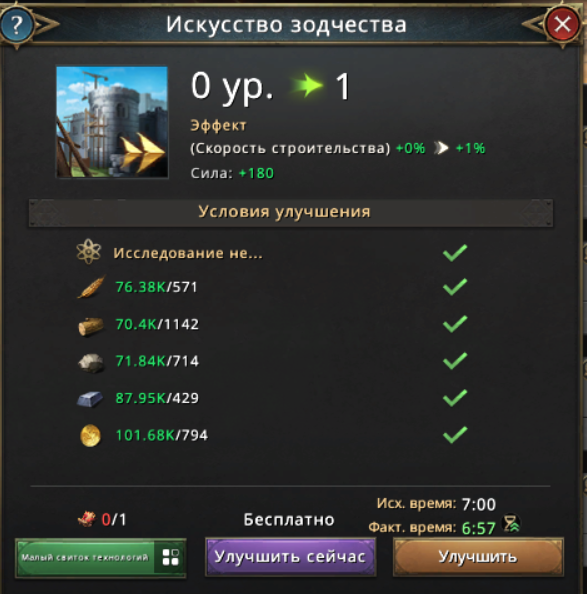 ?
Искусство зодчества
0 ур. 1
Эффект
(Скорость строительства) +0% +1%
Сила: +180
Условия улучшения
Исследование не...
76.38K/571
70.4K/1142
71.84K/714
87.95K/429
101.68K/794
0/1
Бесплатно
Исх. время: 7:00
Факт. время: 6:57
Малый свиток технологий
Улучшить сейчас
Улучшить